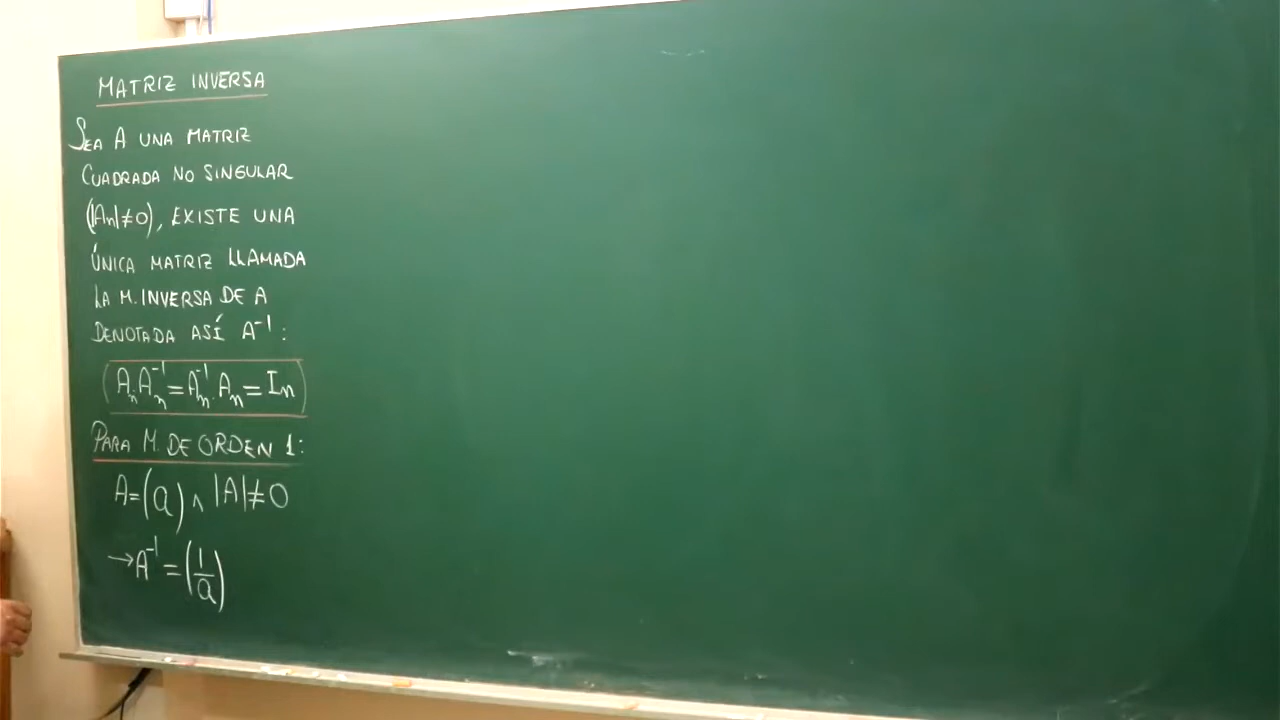 MATRIZ INVERSA
SEA A UNA MATRIZ
CUADRADA NO SINGULAR
(|Aₙ|≠0), EXISTE UNA
ÚNICA MATRIZ LLAMADA
LA M. INVERSA DE A
DENOTADA ASÍ A⁻¹:
Aₙ.Aₙ⁻¹=Aₙ⁻¹.Aₙ=Iₙ
PARA M. DE ORDEN 1:
A=(a) ∧ |A|≠0
→A⁻¹=(1/a)